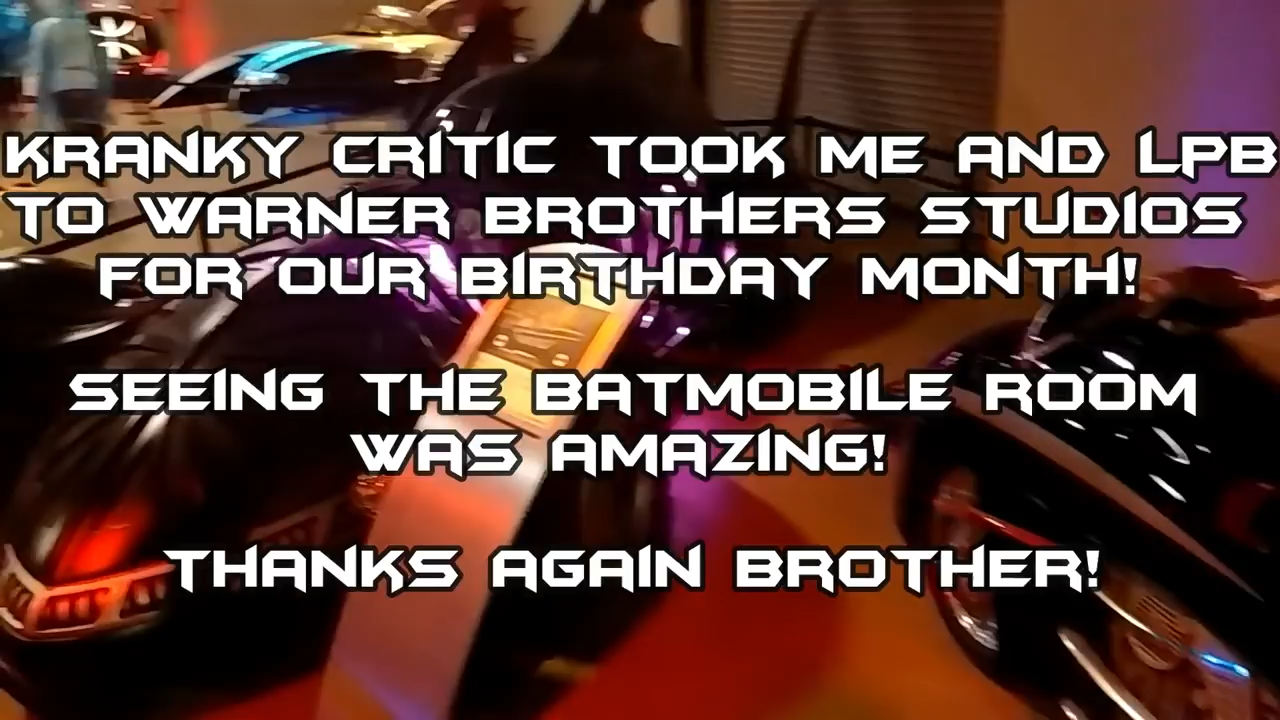 KRANKY CRITIC TOOK ME AND LPB
TO WARNER BROTHERS STUDIOS
FOR OUR BIRTHDAY MONTH!
SEEING THE BATMOBILE ROOM
WAS AMAZING!
THANKS AGAIN BROTHER!